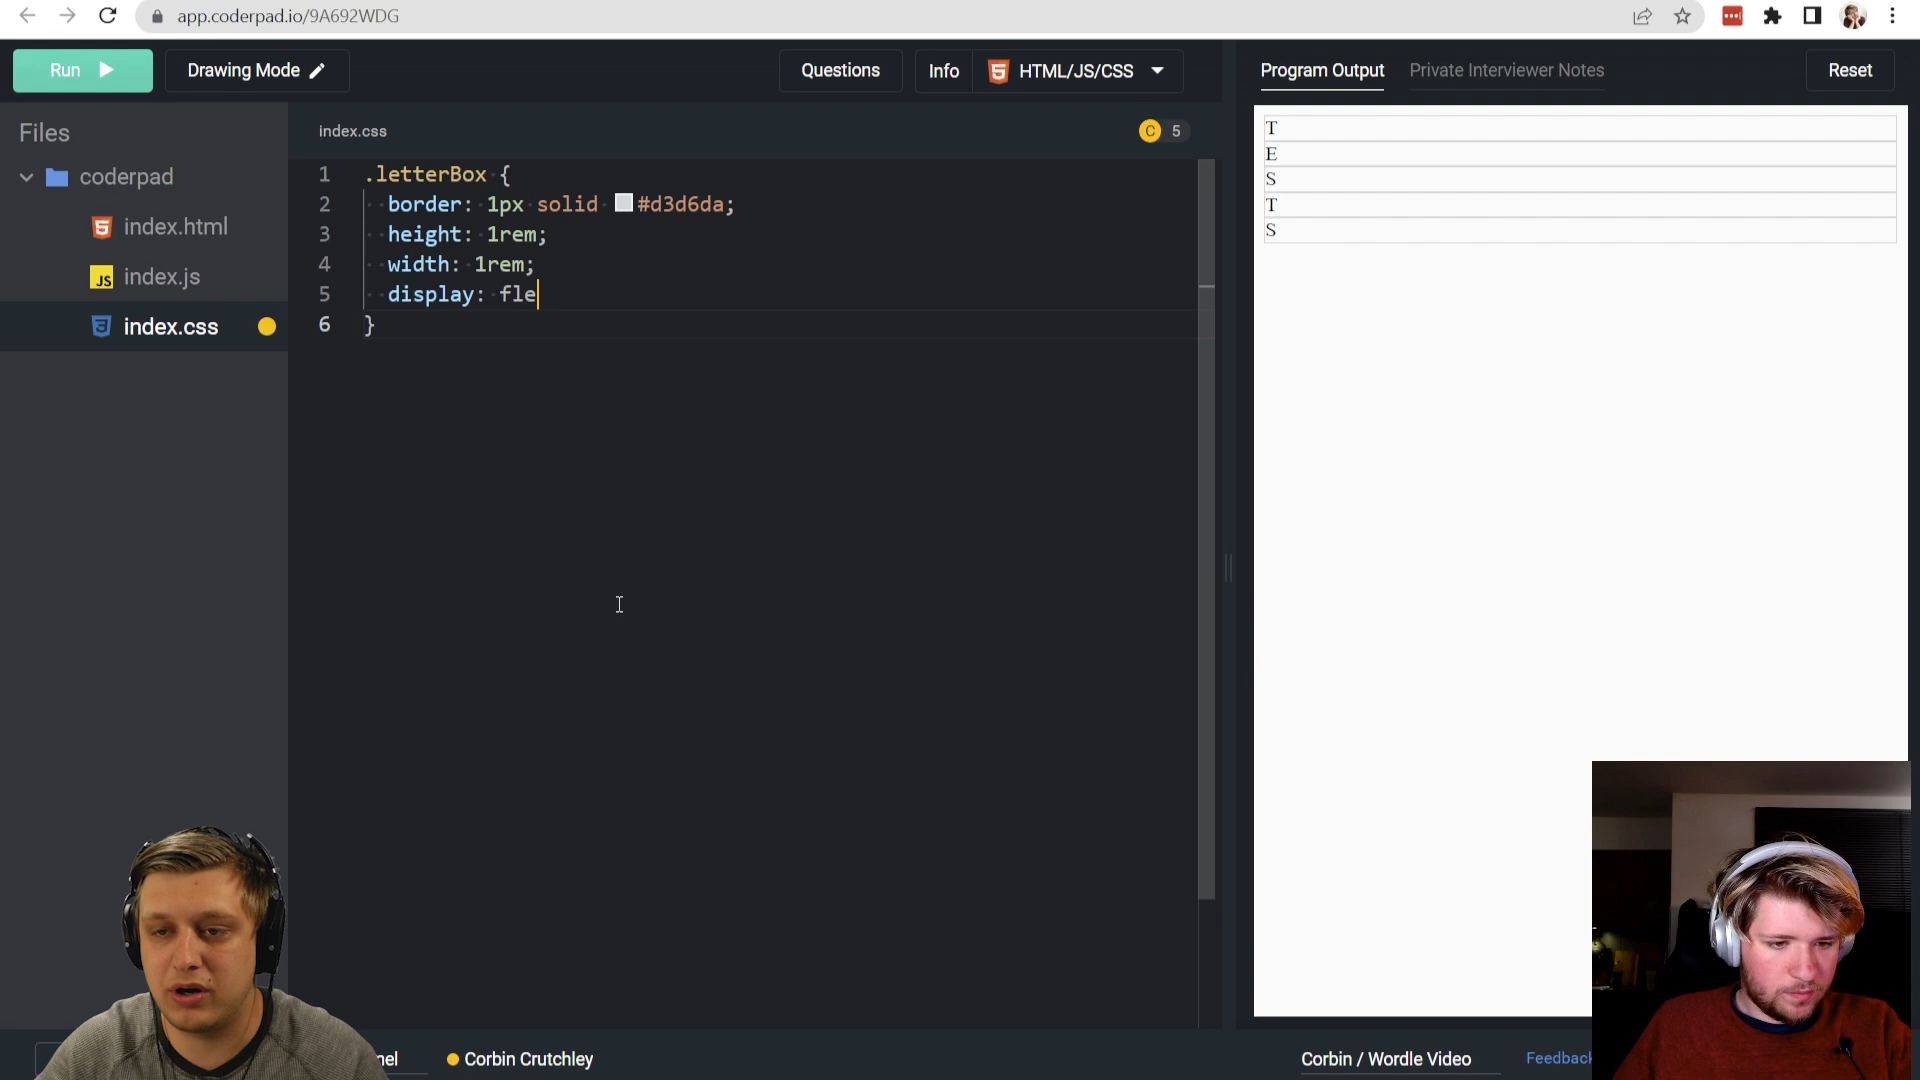 app.coderpad.io/9A692WDG
Run
Drawing Mode
Questions
Info
HTML/JS/CSS
Program Output
Private Interviewer Notes
Reset
Files
coderpad
index.html
JS index.js
index.css
index.css
C 5
1 .letterBox {
2 border: 1px solid #d3d6da;
3 height: 1rem;
4 width: 1rem;
5 display: fle
6 }
T
E
S
T
S
nel
Corbin Crutchley
Corbin / Wordle Video
Feedback